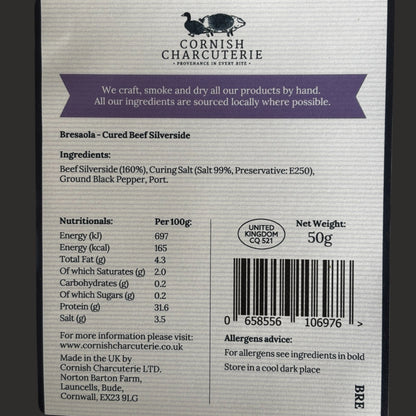 CORNISH
CHARCUTERIE
• PROVENANCE IN EVERY BITE •
We craft, smoke and dry all our products by hand.
All our ingredients are sourced locally where possible.
Bresaola - Cured Beef Silverside
Ingredients:
Beef Silverside (160%), Curing Salt (Salt 99%, Preservative: E250),
Ground Black Pepper, Port.
Nutritionals: Per 100g:
Energy (kJ) 697
Energy (kcal) 165
Total Fat (g) 4.3
Of which Saturates (g) 2.0
Carbohydrates (g) 0.2
Of which Sugars (g) 0.2
Protein (g) 31.6
Salt (g) 3.5
For more information please visit:
www.cornishcharcuterie.co.uk
Made in the UK by
Cornish Charcuterie LTD.
Norton Barton Farm,
Launcells, Bude,
Cornwall, EX23 9LG
UNITED
KINGDOM
CQ 521
Net Weight:
50g
0 658556 106976 >
Allergens advice:
For allergens see ingredients in bold
Store in a cool dark place
BRE